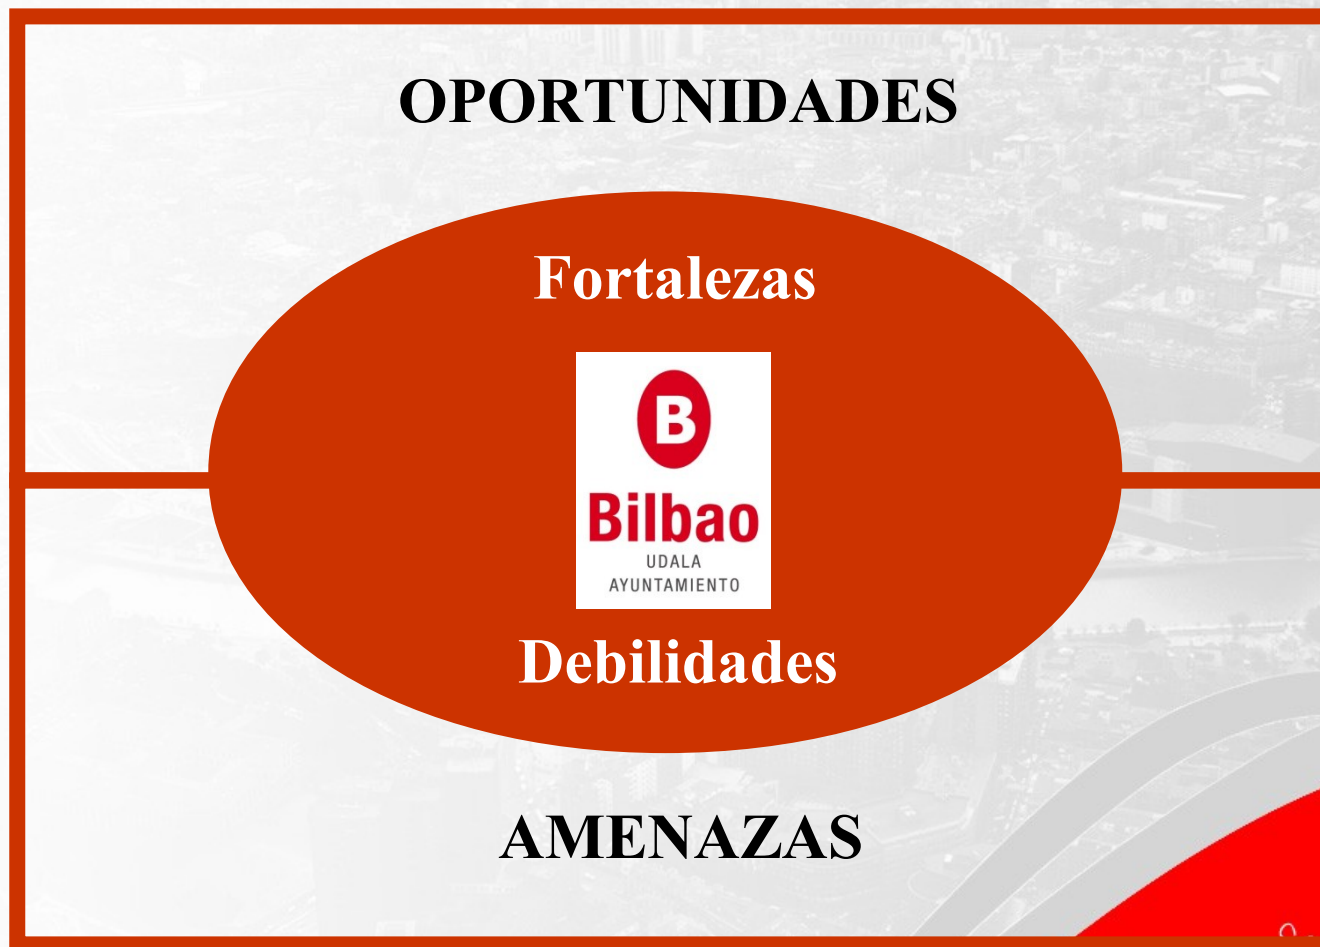 OPORTUNIDADES
Fortalezas
B
Bilbao
UDALA
AYUNTAMIENTO
Debilidades
AMENAZAS